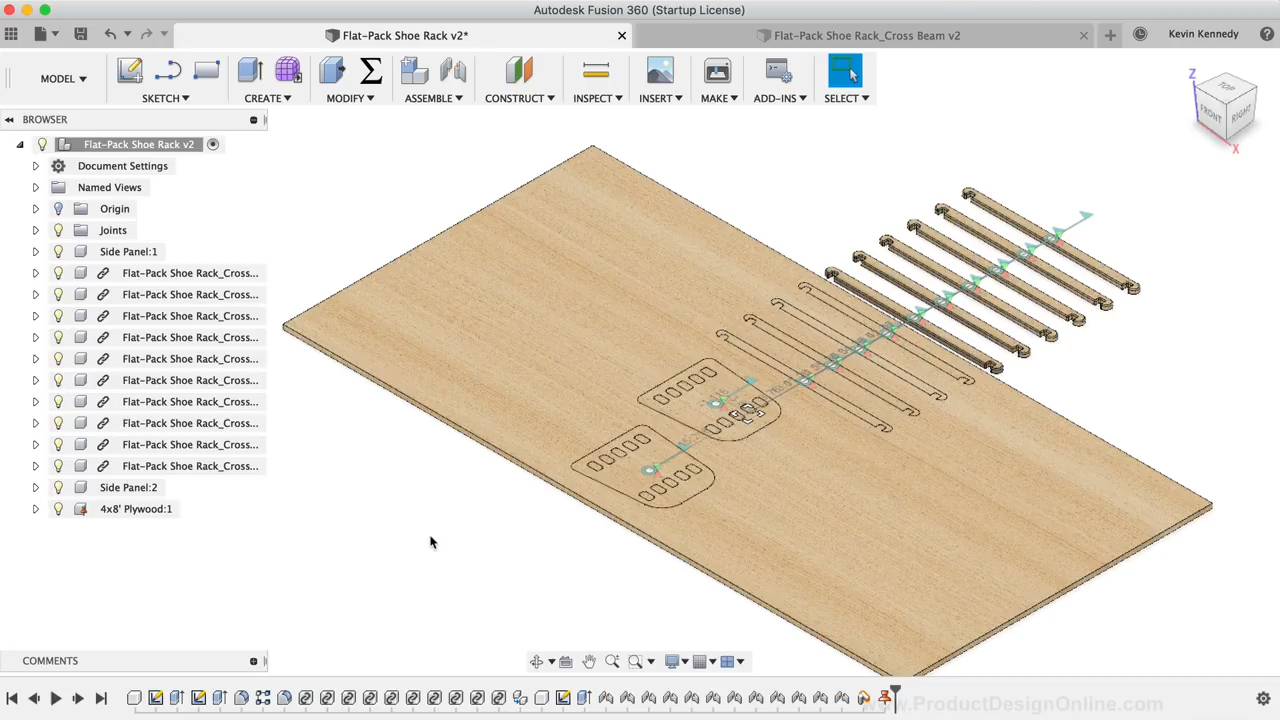 Autodesk Fusion 360 (Startup License)
Flat-Pack Shoe Rack v2*
Flat-Pack Shoe Rack_Cross Beam v2
Kevin Kennedy
MODEL
SKETCH
CREATE
MODIFY
ASSEMBLE
CONSTRUCT
INSPECT
INSERT
MAKE
ADD-INS
SELECT
Z
TOP
FRONT
RIGHT
X
BROWSER
Flat-Pack Shoe Rack v2
Document Settings
Named Views
Origin
Joints
Side Panel:1
Flat-Pack Shoe Rack_Cross...
Flat-Pack Shoe Rack_Cross...
Flat-Pack Shoe Rack_Cross...
Flat-Pack Shoe Rack_Cross...
Flat-Pack Shoe Rack_Cross...
Flat-Pack Shoe Rack_Cross...
Flat-Pack Shoe Rack_Cross...
Flat-Pack Shoe Rack_Cross...
Flat-Pack Shoe Rack_Cross...
Flat-Pack Shoe Rack_Cross...
Side Panel:2
4x8' Plywood:1
COMMENTS
www.ProductDesignOnline.com